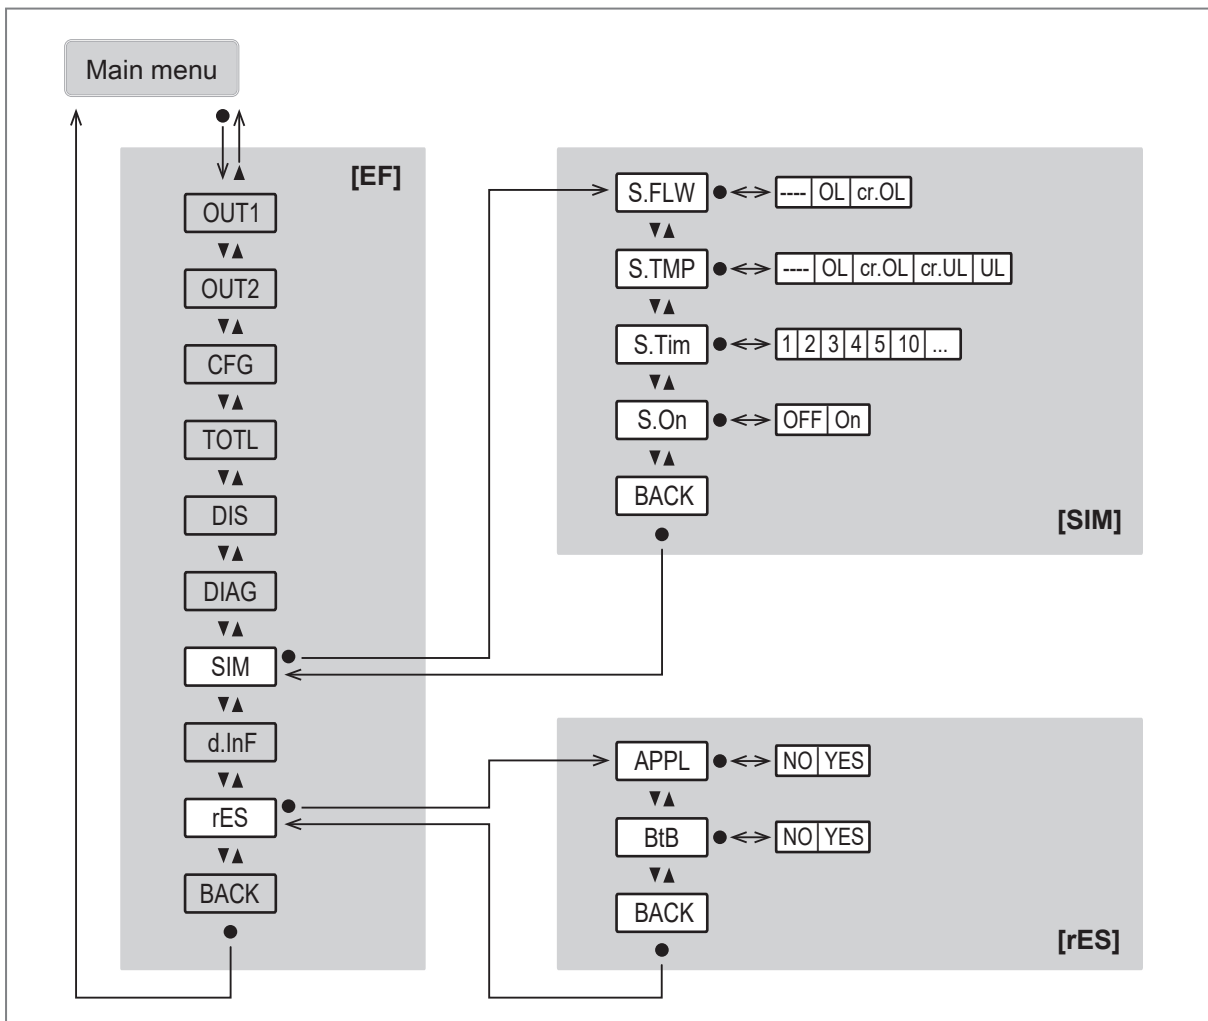 Main menu
[EF]
OUT1
OUT2
CFG
TOTL
DIS
DIAG
SIM
d.InF
rES
BACK
S.FLW ---- OL cr.OL
S.TMP ---- OL cr.OL cr.UL UL
S.Tim 1 2 3 4 5 10 ...
S.On OFF On
BACK
[SIM]
APPL NO YES
BtB NO YES
BACK
[rES]